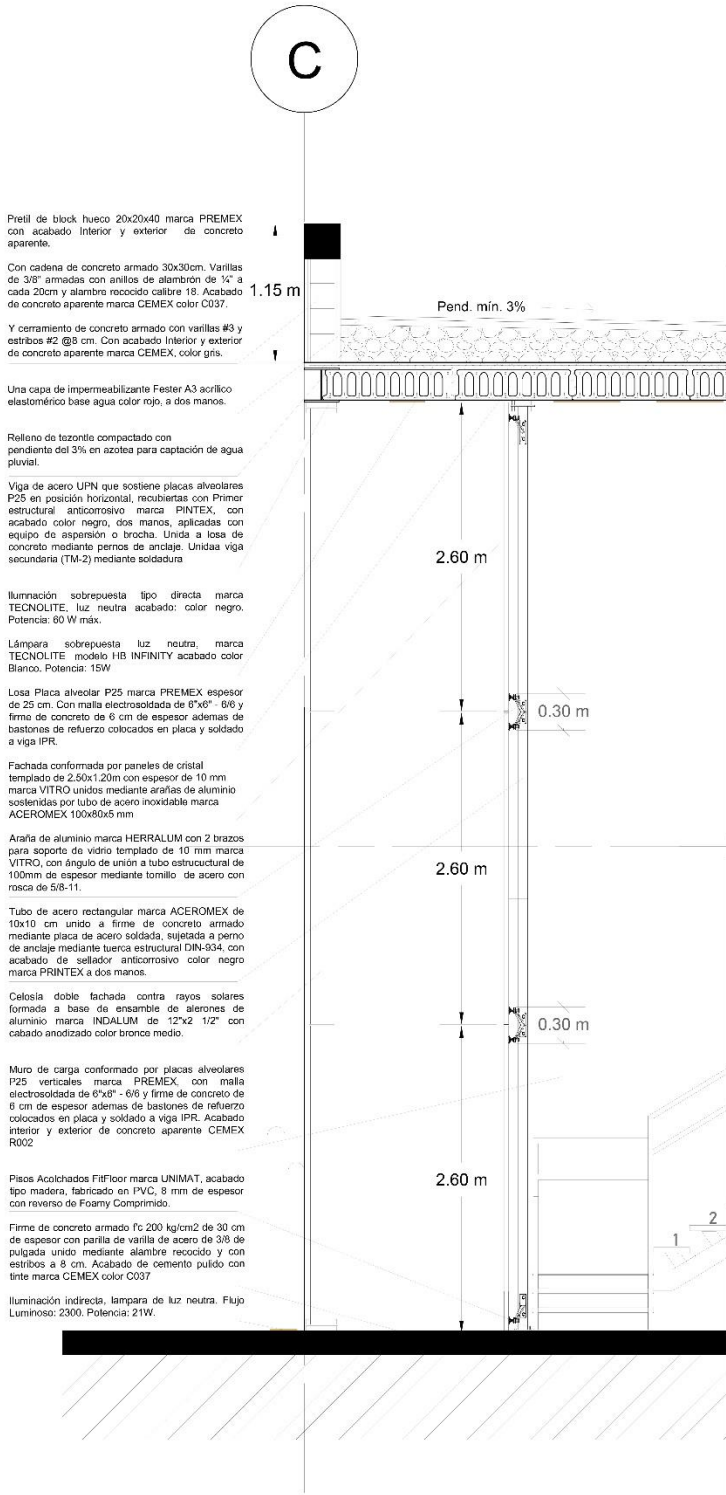 C
Pretil de block hueco 20x20x40 marca PREMEX
con acabado Interior y exterior de concreto
aparente.
Con cadena de concreto armado 30x30cm. Varillas
de 3/8" armadas con anillos de alambrón de ¼" a
cada 20cm y alambre recocido calibre 18. Acabado
de concreto aparente marca CEMEX color C037.
1.15 m
Pend. mín. 3%
Y cerramiento de concreto armado con varillas #3 y
estribos #2 @8 cm. Con acabado Interior y exterior
de concreto aparente marca CEMEX, color gris.
Una capa de impermeabilizante Fester A3 acrílico
elastomérico base agua color rojo, a dos manos.
Relleno de tezontle compactado con
pendiente del 3% en azotea para captación de agua
pluvial.
Viga de acero UPN que sostiene placas alveolares
P25 en posición horizontal, recubiertas con Primer
estructural anticorrosivo marca PINTEX, con
acabado color negro, dos manos, aplicadas con
equipo de aspersión o brocha. Unida a losa de
concreto mediante pernos de anclaje. Unidaa viga
secundaria (TM-2) mediante soldadura
2.60 m
Ilumnación sobrepuesta tipo directa marca
TECNOLITE, luz neutra acabado: color negro.
Potencia: 60 W máx.
Lámpara sobrepuesta luz neutra, marca
TECNOLITE modelo HB INFINITY acabado color
Blanco. Potencia: 15W
Losa Placa alveolar P25 marca PREMEX espesor
de 25 cm. Con malla electrosoldada de 6"x6" - 6/6 y
firme de concreto de 6 cm de espesor ademas de
bastones de refuerzo colocados en placa y soldado
a viga IPR.
0.30 m
Fachada conformada por paneles de cristal
templado de 2.50x1.20m con espesor de 10 mm
marca VITRO unidos mediante arañas de aluminio
sostenidas por tubo de acero inoxidable marca
ACEROMEX 100x80x5 mm
Araña de aluminio marca HERRALUM con 2 brazos
para soporte de vidrio templado de 10 mm marca
VITRO, con ángulo de unión a tubo estrucuctural de
100mm de espesor mediante tornillo de acero con
rosca de 5/8-11.
2.60 m
Tubo de acero rectangular marca ACEROMEX de
10x10 cm unido a firme de concreto armado
mediante placa de acero soldada, sujetada a perno
de anclaje mediante tuerca estructural DIN-934, con
acabado de sellador anticorrosivo color negro
marca PRINTEX a dos manos.
Celosía doble fachada contra rayos solares
formada a base de ensamble de alerones de
aluminio marca INDALUM de 12"x2 1/2" con
cabado anodizado color bronce medio.
0.30 m
Muro de carga conformado por placas alveolares
P25 verticales marca PREMEX, con malla
electrosoldada de 6"x6" - 6/6 y firme de concreto de
6 cm de espesor ademas de bastones de refuerzo
colocados en placa y soldado a viga IPR. Acabado
interior y exterior de concreto aparente CEMEX
R002
2.60 m
Pisos Acolchados FitFloor marca UNIMAT, acabado
tipo madera, fabricado en PVC, 8 mm de espesor
con reverso de Foamy Comprimido.
1
2
Firme de concreto armado f'c 200 kg/cm2 de 30 cm
de espesor con parilla de varilla de acero de 3/8 de
pulgada unido mediante alambre recocido y con
estribos a 8 cm. Acabado de cemento pulido con
tinte marca CEMEX color C037
Iluminación indirecta, lampara de luz neutra. Flujo
Luminoso: 2300. Potencia: 21W.